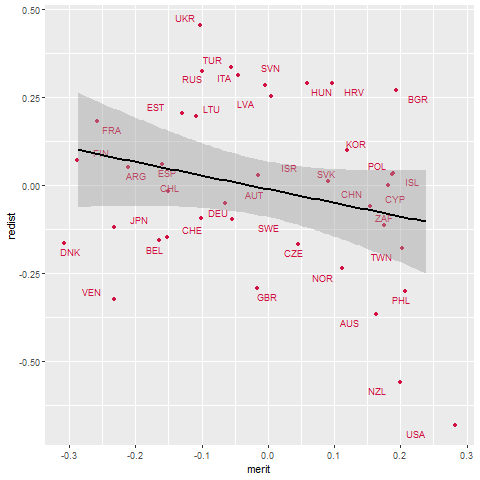 0.50
UKR
TUR
SVN
RUS
ITA
0.25
HUN
HRV
EST
LTU
LVA
BGR
FRA
KOR
FIN
ARG
ESP
ISR
POL
SVK
0.00
CHL
AUT
CHN
CYP
ISL
JPN
DEU
ZAF
CHE
SWE
DNK
BEL
CZE
TWN
-0.25
NOR
VEN
GBR
PHL
AUS
-0.50
NZL
USA
redist
-0.3
-0.2
-0.1
0.0
0.1
0.2
0.3
merit